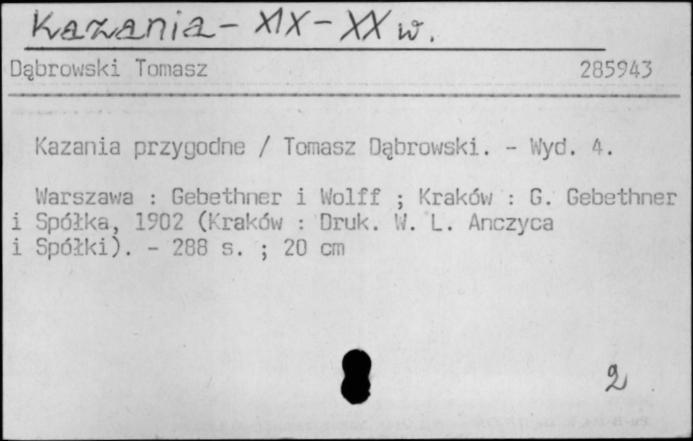 Kazania - XIX - XX w.
Dąbrowski Tomasz 285943
Kazania przygodne / Tomasz Dąbrowski. - Wyd. 4.
Warszawa : Gebethner i Wolff ; Kraków : G. Gebethner
i Spółka, 1902 (Kraków : Druk. W. L. Anczyca
i Spółki). - 288 s. ; 20 cm
2